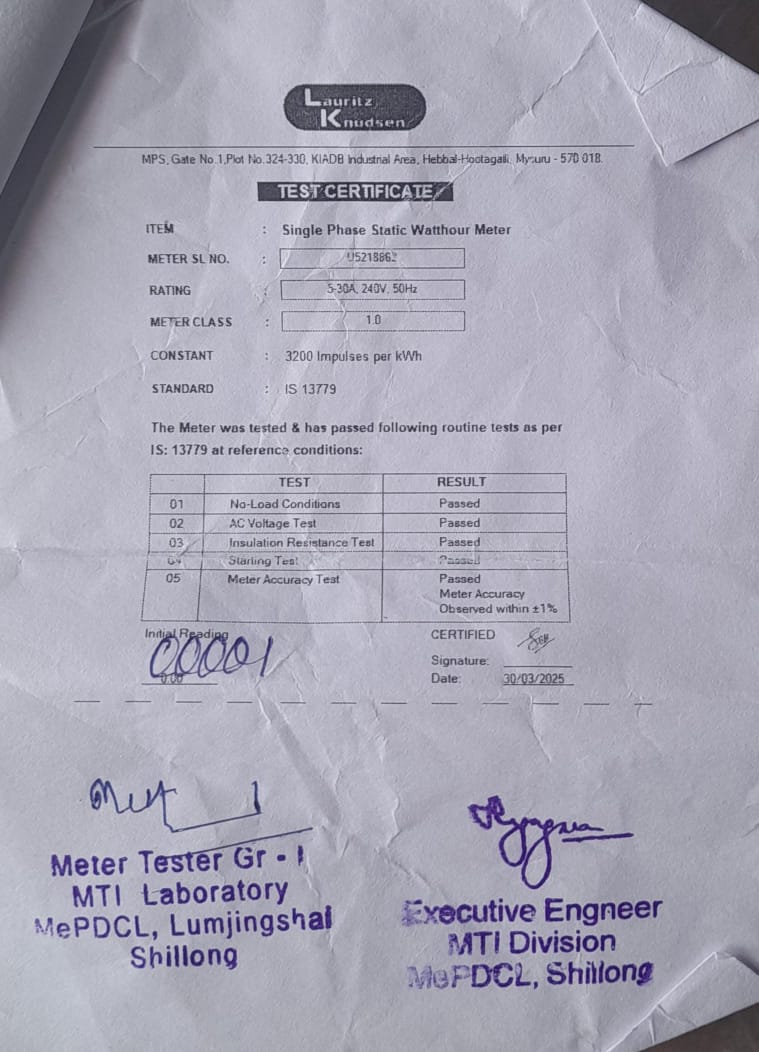 Lauritz
Knudsen
MPS, Gate No.1,Plot No.324-330, KIADB Industrial Area, Hebbal-Hootagalli, Mysuru - 570 018.
TEST CERTIFICATE
ITEM : Single Phase Static Watthour Meter
METER SL NO. :
RATING : 5-30A, 240V, 50Hz
METER CLASS : 1.0
CONSTANT : 3200 Impulses per kWh
STANDARD : IS 13779
The Meter was tested & has passed following routine tests as per
IS: 13779 at reference conditions:
TEST RESULT
01 No-Load Conditions Passed
02 AC Voltage Test Passed
03 Insulation Resistance Test Passed
04 Starting Test Passed
05 Meter Accuracy Test Passed
Meter Accuracy
Observed within ±1%
Initial Reading CERTIFIED
00001
0.00
Signature:
Date: 30/03/2025
Meter Tester Gr - I
MTI Laboratory
MePDCL, Lumjingshai
Shillong
Executive Engneer
MTI Division
MePDCL, Shillong